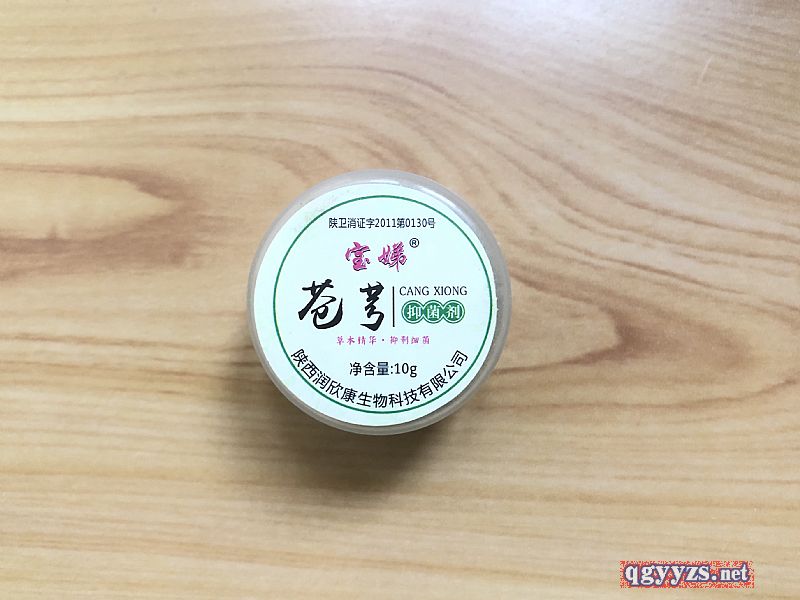 陕卫消证字2011第0130号
宝娣®
苍芎
CANG XIONG
抑菌剂
草本精华·抑制细菌
净含量:10g
陕西润欣康生物科技有限公司
qgyyzs.net